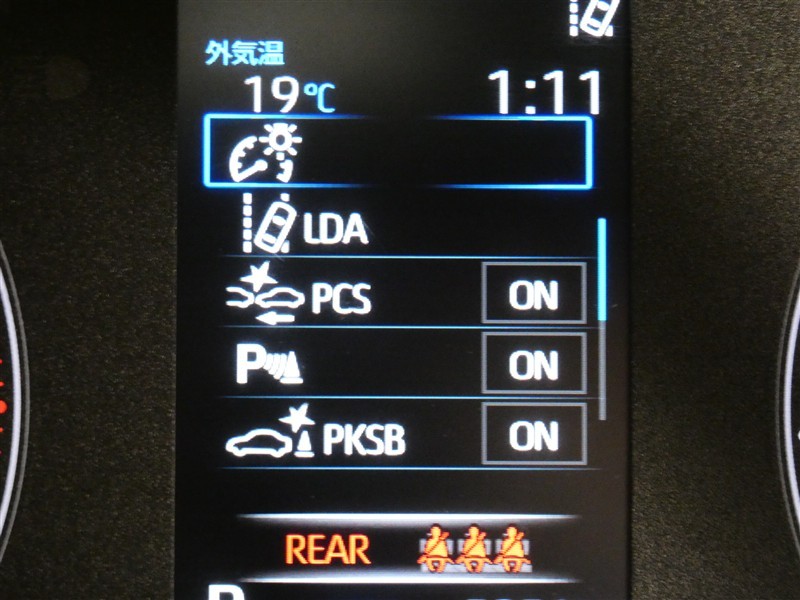 外気温
19℃ 1:11
LDA
PCS ON
P ON
PKSB ON
REAR